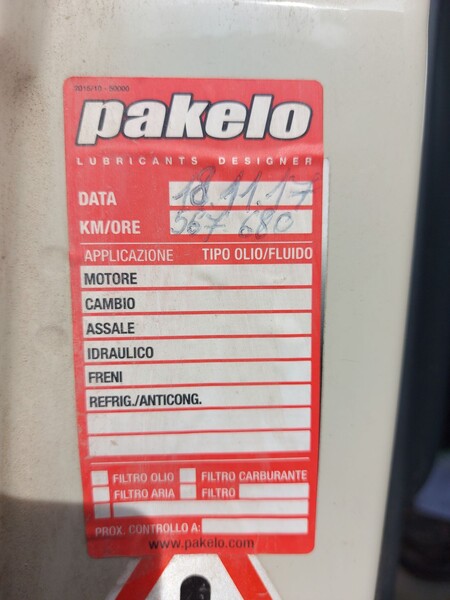 2016/10 - 50000
pakelo
LUBRICANTS DESIGNER
DATA 18.11.17
KM/ORE 567 680
APPLICAZIONE TIPO OLIO/FLUIDO
MOTORE
CAMBIO
ASSALE
IDRAULICO
FRENI
REFRIG./ANTICONG.
FILTRO OLIO FILTRO CARBURANTE
FILTRO ARIA FILTRO
PROX. CONTROLLO A:
www.pakelo.com